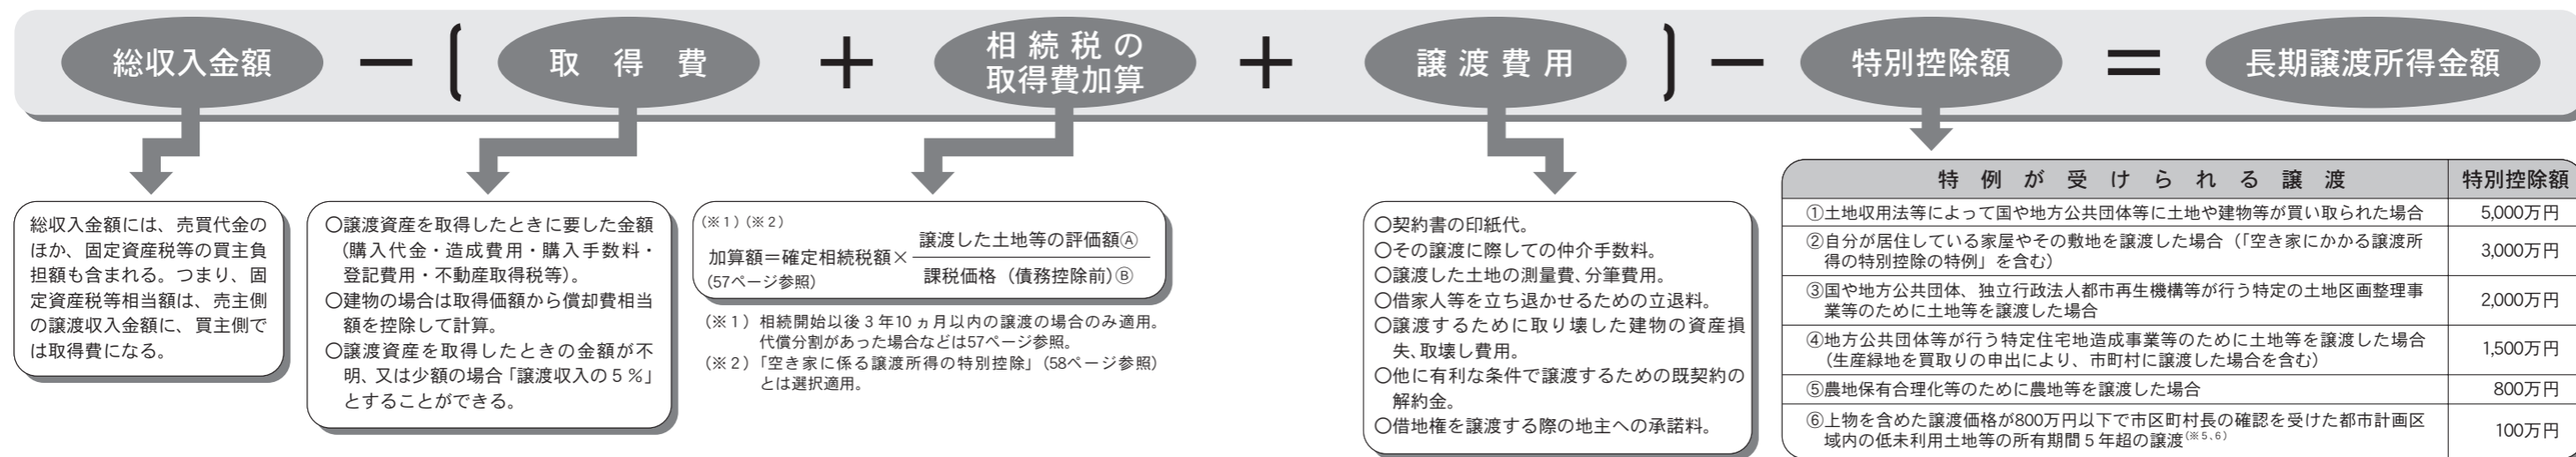 総収入金額 － 〔 取得費 ＋ 相続税の
取得費加算 ＋ 譲渡費用 〕 － 特別控除額 ＝ 長期譲渡所得金額
総収入金額には、売買代金の
ほか、固定資産税等の買主負
担額も含まれる。つまり、固
定資産税等相当額は、売主側
の譲渡収入金額に、買主側で
は取得費になる。
〇譲渡資産を取得したときに要した金額
（購入代金・造成費用・購入手数料・
登記費用・不動産取得税等）。
〇建物の場合は取得価額から償却費相当
額を控除して計算。
〇譲渡資産を取得したときの金額が不
明、又は少額の場合「譲渡収入の５％」
とすることができる。
（※１）（※２）
加算額＝確定相続税額×
譲渡した土地等の評価額Ⓐ
課税価格（債務控除前）Ⓑ
（57ページ参照）
（※１）相続開始以後３年10ヵ月以内の譲渡の場合のみ適用。
代償分割があった場合などは57ページ参照。
（※２）「空き家に係る譲渡所得の特別控除」（58ページ参照）
とは選択適用。
〇契約書の印紙代。
〇その譲渡に際しての仲介手数料。
〇譲渡した土地の測量費、分筆費用。
〇借家人等を立ち退かせるための立退料。
〇譲渡するために取り壊した建物の資産損
失、取壊し費用。
〇他に有利な条件で譲渡するための既契約の
解約金。
〇借地権を譲渡する際の地主への承諾料。
特例が受けられる譲渡 特別控除額
①土地収用法等によって国や地方公共団体等に土地や建物等が買い取られた場合 5,000万円
②自分が居住している家屋やその敷地を譲渡した場合（「空き家にかかる譲渡所
得の特別控除の特例」を含む） 3,000万円
③国や地方公共団体、独立行政法人都市再生機構等が行う特定の土地区画整理事
業等のために土地等を譲渡した場合 2,000万円
④地方公共団体等が行う特定住宅地造成事業等のために土地等を譲渡した場合
（生産緑地を買取りの申出により、市町村に譲渡した場合を含む） 1,500万円
⑤農地保有合理化等のために農地等を譲渡した場合 800万円
⑥上物を含めた譲渡価格が800万円以下で市区町村長の確認を受けた都市計画区
域内の低未利用土地等の所有期間５年超の譲渡（※5、6） 100万円